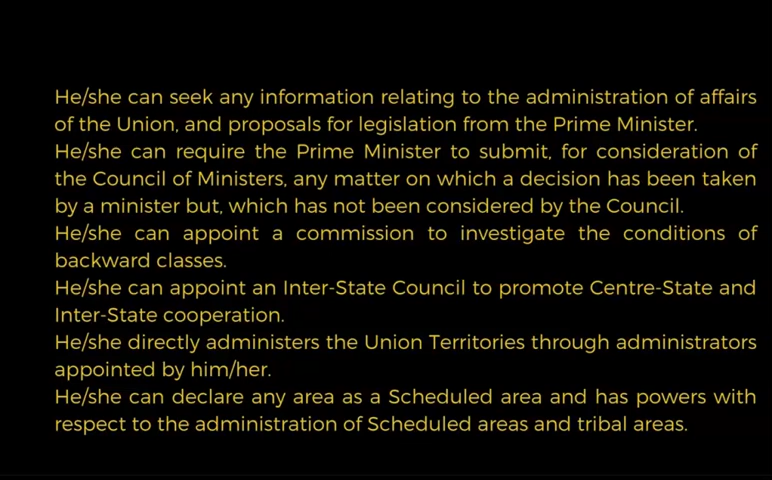 He/she can seek any information relating to the administration of affairs
of the Union, and proposals for legislation from the Prime Minister.
He/she can require the Prime Minister to submit, for consideration of
the Council of Ministers, any matter on which a decision has been taken
by a minister but, which has not been considered by the Council.
He/she can appoint a commission to investigate the conditions of
backward classes.
He/she can appoint an Inter-State Council to promote Centre-State and
Inter-State cooperation.
He/she directly administers the Union Territories through administrators
appointed by him/her.
He/she can declare any area as a Scheduled area and has powers with
respect to the administration of Scheduled areas and tribal areas.